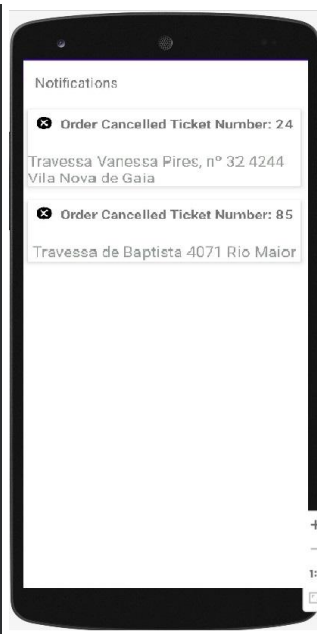 Notifications
Order Cancelled Ticket Number: 24
Travessa Vanessa Pires, nº 32 4244
Vila Nova de Gaia
Order Cancelled Ticket Number: 85
Travessa de Baptista 4071 Rio Maior
+
−
1: